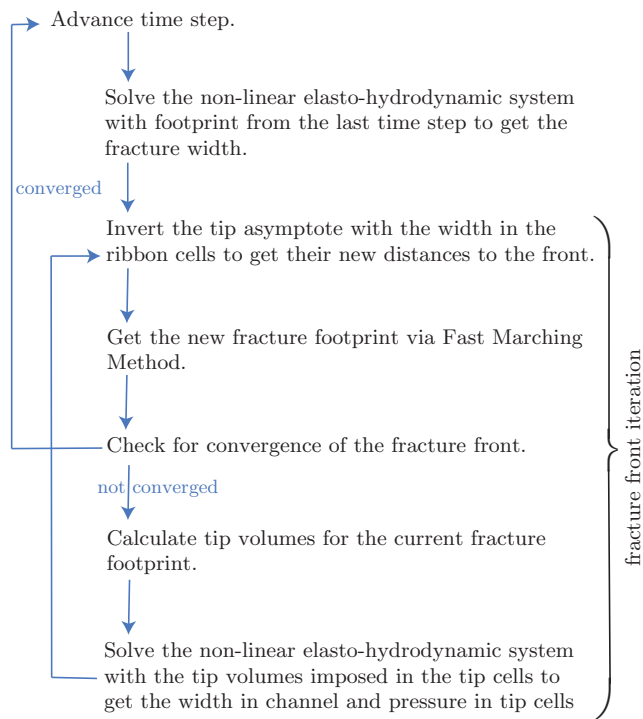 Advance time step.
Solve the non-linear elasto-hydrodynamic system
with footprint from the last time step to get the
fracture width.
converged
Invert the tip asymptote with the width in the
ribbon cells to get their new distances to the front.
Get the new fracture footprint via Fast Marching
Method.
Check for convergence of the fracture front.
not converged
Calculate tip volumes for the current fracture
footprint.
Solve the non-linear elasto-hydrodynamic system
with the tip volumes imposed in the tip cells to
get the width in channel and pressure in tip cells
fracture front iteration